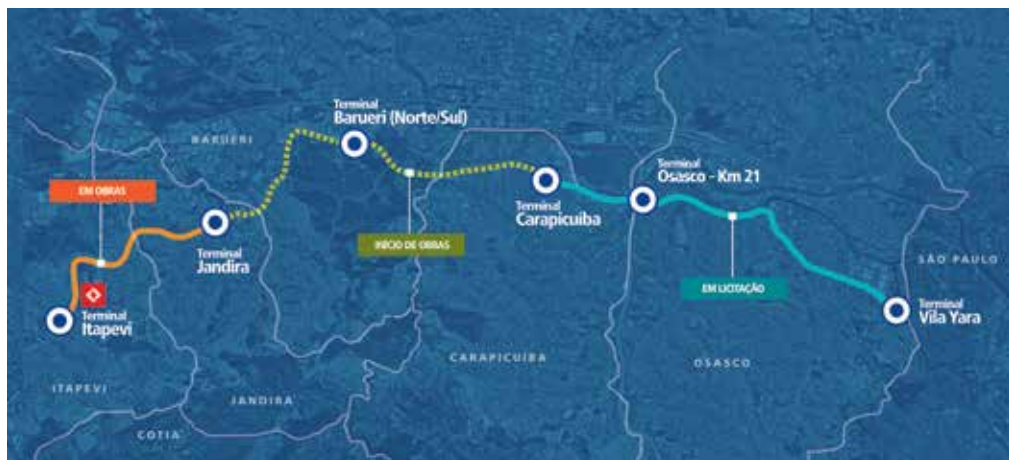 Terminal
Barueri (Norte/Sul)
BARUERI
Terminal
Osasco - Km 21
EM OBRAS
Terminal
Carapicuiba
Terminal
Jandira
INÍCIO DE OBRAS
SÃO PAULO
EM LICITAÇÃO
Terminal
Itapevi
Terminal
Vila Yara
CARAPICUÍBA
OSASCO
ITAPEVI
JANDIRA
COTIA